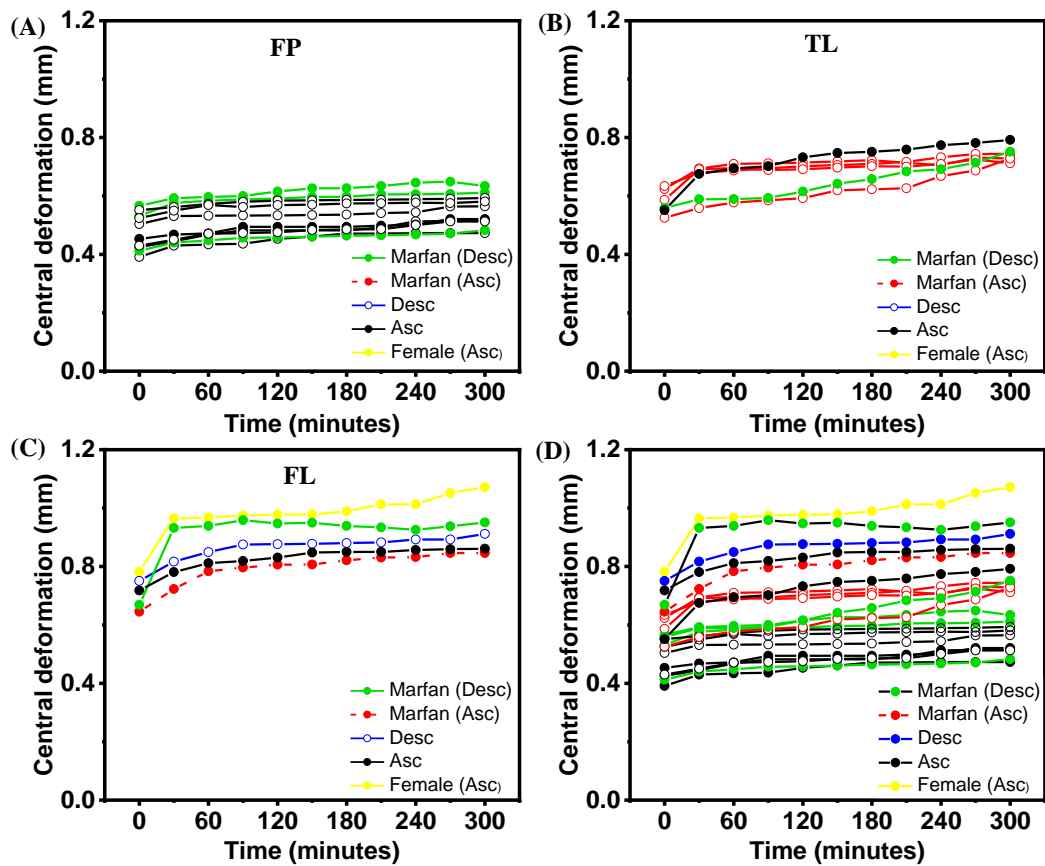 (A)
FP
Central deformation (mm)
1.2
0.8
0.4
0.0
Marfan (Desc)
Marfan (Asc)
Desc
Asc
Female (Asc)
0 60 120 180 240 300
Time (minutes)
(B)
TL
Central deformation (mm)
1.2
0.8
0.4
0.0
Marfan (Desc)
Marfan (Asc)
Desc
Asc
Female (Asc)
0 60 120 180 240 300
Time (minutes)
(C)
FL
Central deformation (mm)
1.2
0.8
0.4
0.0
Marfan (Desc)
Marfan (Asc)
Desc
Asc
Female (Asc)
0 60 120 180 240 300
Time (minutes)
(D)
Central deformation (mm)
1.2
0.8
0.4
0.0
Marfan (Desc)
Marfan (Asc)
Desc
Asc
Female (Asc)
0 60 120 180 240 300
Time (minutes)